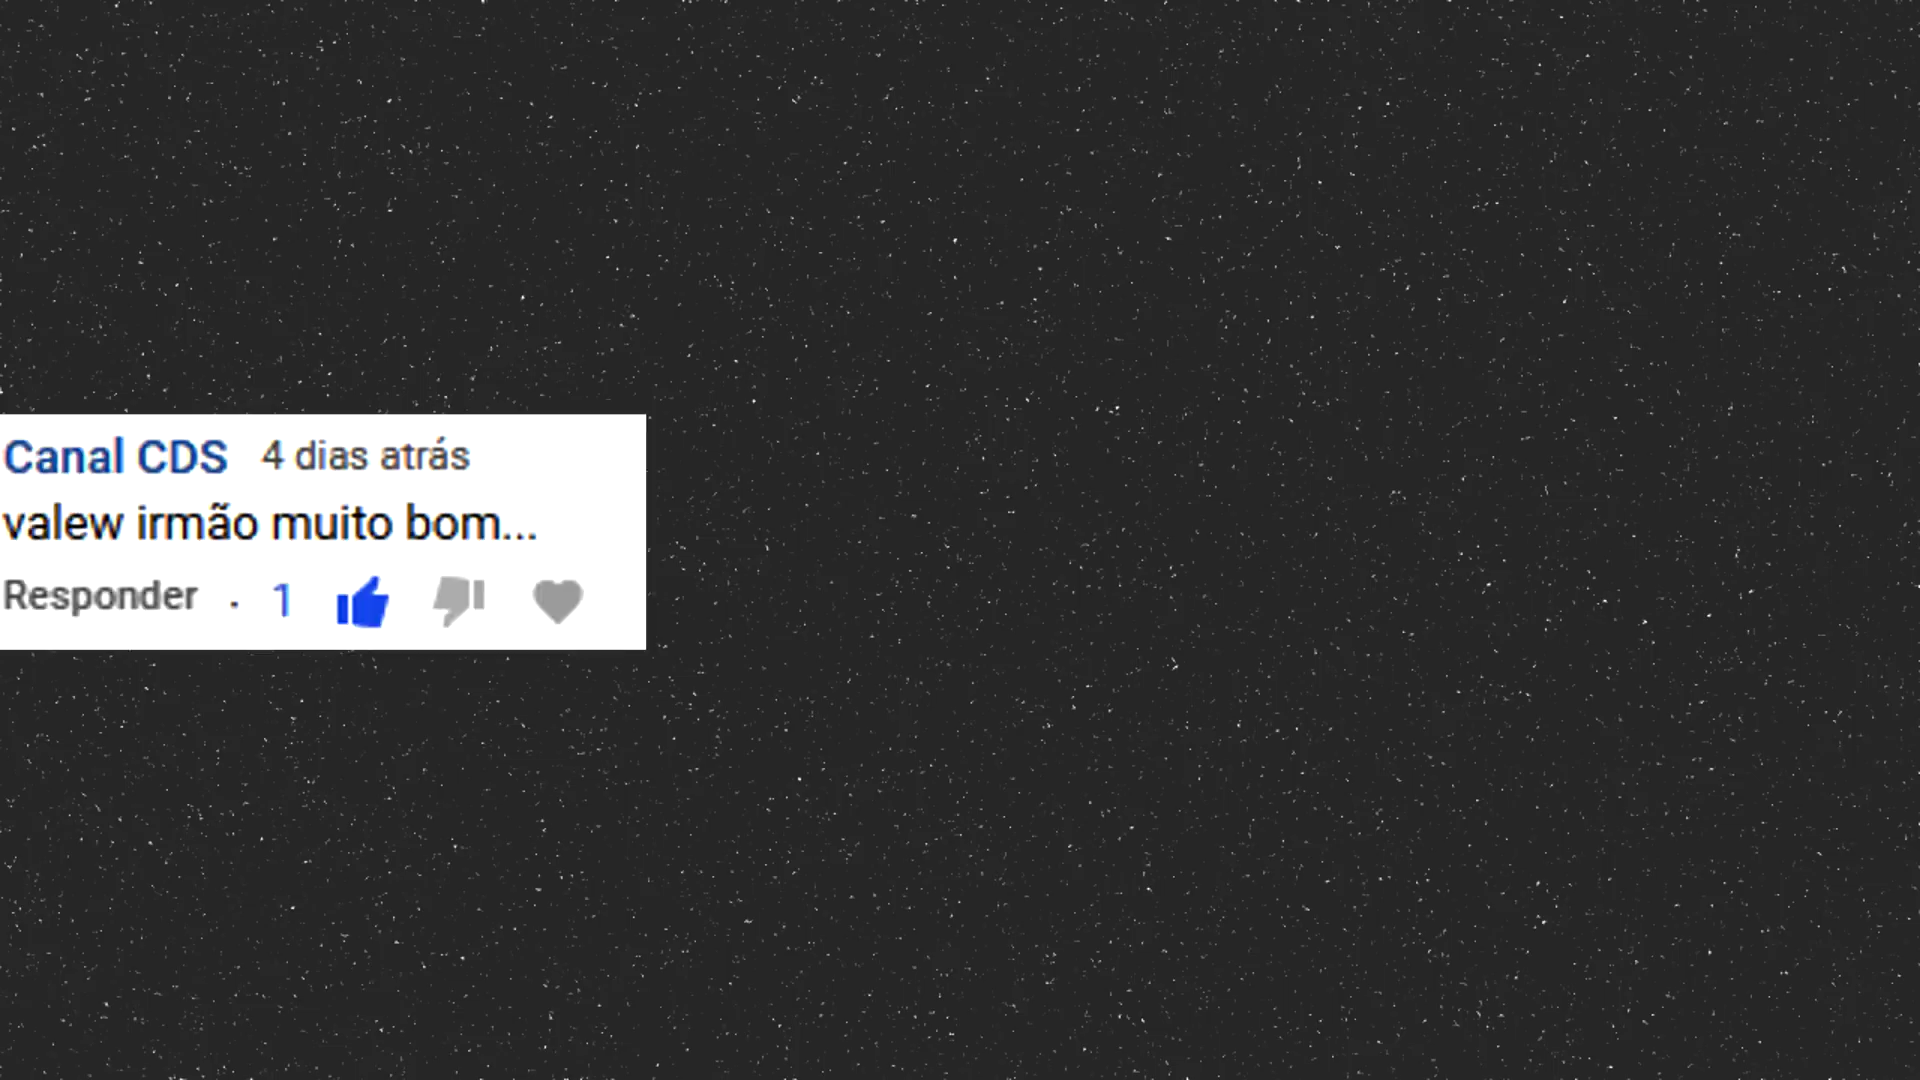 Canal CDS 4 dias atrás
valew irmão muito bom...
Responder . 1